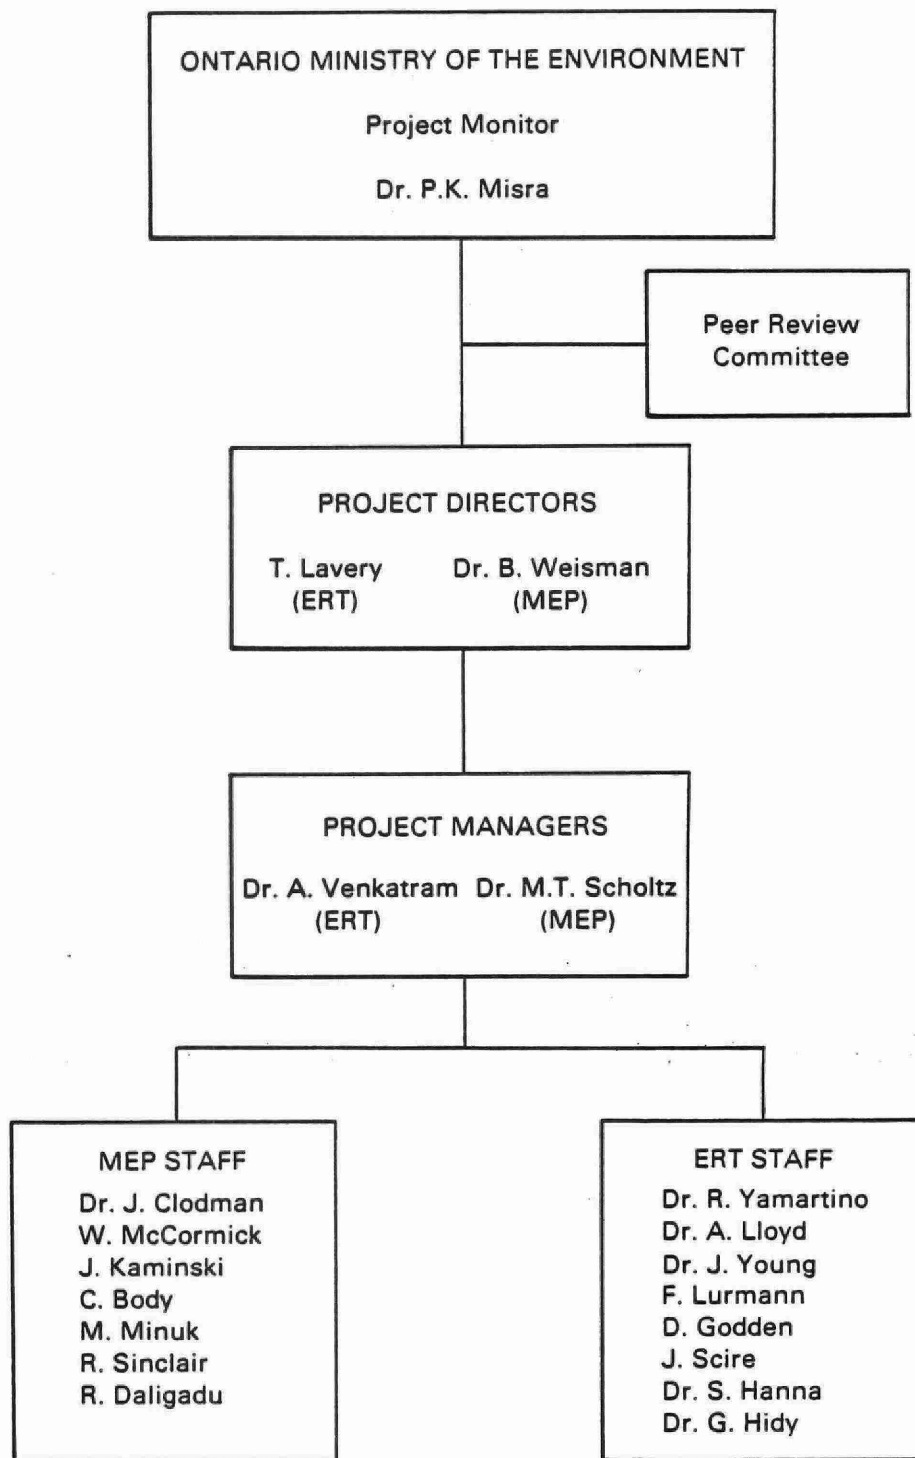 ONTARIO MINISTRY OF THE ENVIRONMENT
Project Monitor
Dr. P.K. Misra
Peer Review
Committee
PROJECT DIRECTORS
T. Lavery Dr. B. Weisman
(ERT) (MEP)
PROJECT MANAGERS
Dr. A. Venkatram Dr. M.T. Scholtz
(ERT) (MEP)
MEP STAFF
Dr. J. Clodman
W. McCormick
J. Kaminski
C. Body
M. Minuk
R. Sinclair
R. Daligadu
ERT STAFF
Dr. R. Yamartino
Dr. A. Lloyd
Dr. J. Young
F. Lurmann
D. Godden
J. Scire
Dr. S. Hanna
Dr. G. Hidy